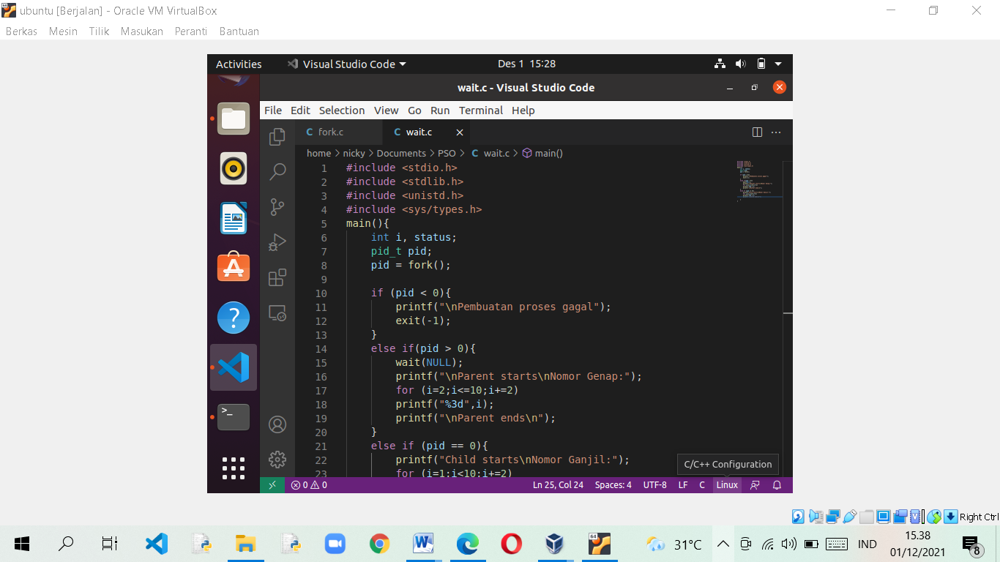 ubuntu [Berjalan] - Oracle VM VirtualBox
Berkas Mesin Tilik Masukan Peranti Bantuan
Activities Visual Studio Code Des 1 15:28
wait.c - Visual Studio Code
File Edit Selection View Go Run Terminal Help
C fork.c C wait.c
home > nicky > Documents > PSO > C wait.c > main()
1 #include <stdio.h>
2 #include <stdlib.h>
3 #include <unistd.h>
4 #include <sys/types.h>
5 main(){
6 int i, status;
7 pid_t pid;
8 pid = fork();
9
10 if (pid < 0){
11 printf("\nPembuatan proses gagal");
12 exit(-1);
13 }
14 else if(pid > 0){
15 wait(NULL);
16 printf("\nParent starts\nNomor Genap:");
17 for (i=2;i<=10;i+=2)
18 printf("%3d",i);
19 printf("\nParent ends\n");
20 }
21 else if (pid == 0){
22 printf("Child starts\nNomor Ganjil:");
23 for (i=1;i<10;i+=2)
C/C++ Configuration
0 0 Ln 25, Col 24 Spaces: 4 UTF-8 LF C Linux
Right Ctrl
31°C IND 15.38
01/12/2021
8
64